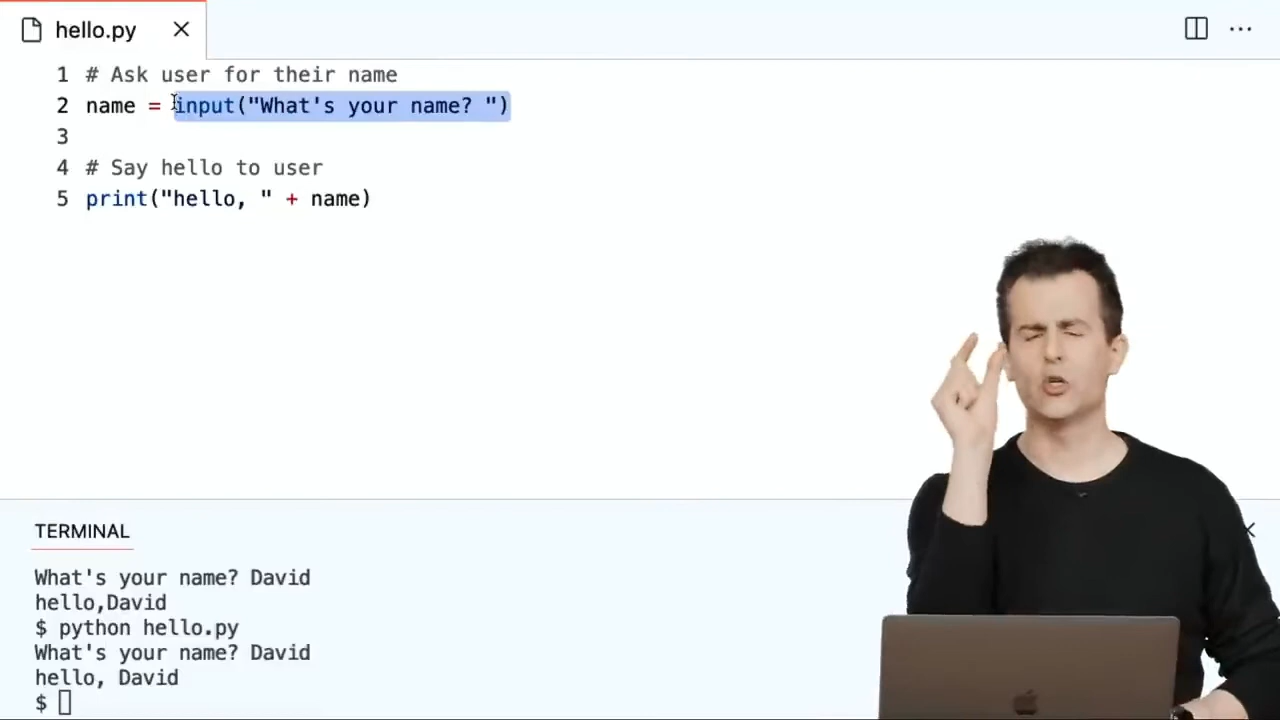 hello.py
1 # Ask user for their name
2 name = input("What's your name? ")
3
4 # Say hello to user
5 print("hello, " + name)
TERMINAL
What's your name? David
hello,David
$ python hello.py
What's your name? David
hello, David
$